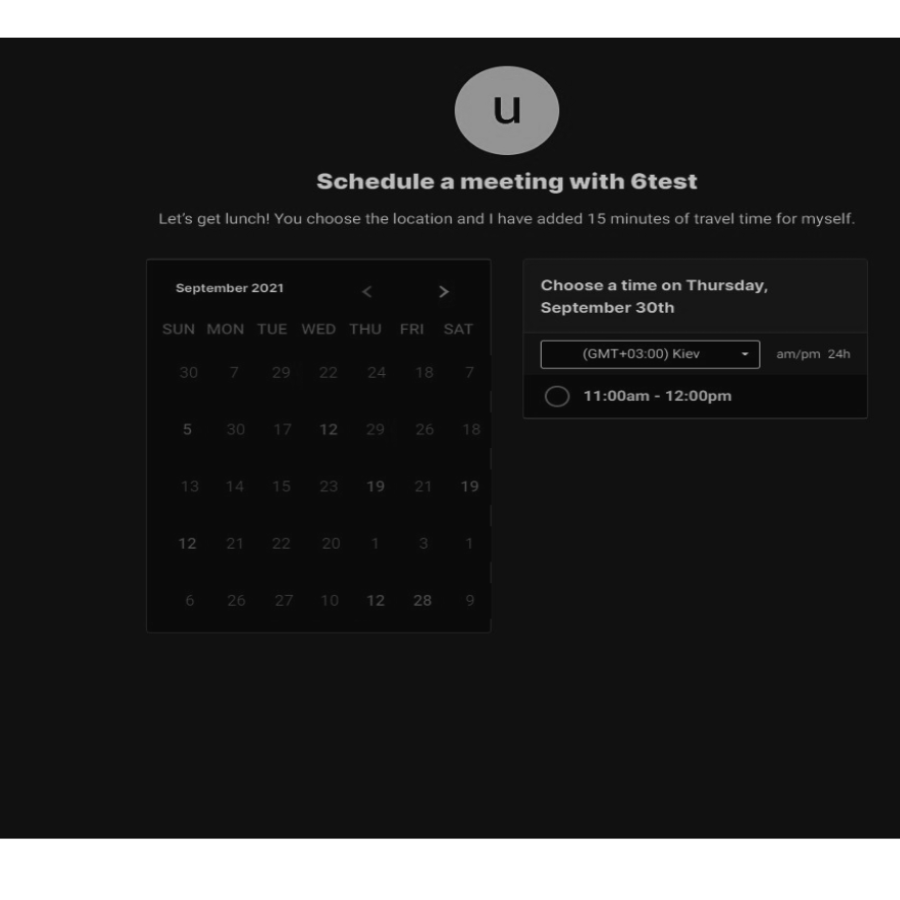 u
Schedule a meeting with 6test
Let's get lunch! You choose the location and I have added 15 minutes of travel time for myself.
September 2021 < >
SUN MON TUE WED THU FRI SAT
30 7 29 22 24 18 7
5 30 17 12 29 26 18
13 14 15 23 19 21 19
12 21 22 20 1 3 1
6 26 27 10 12 28 9
Choose a time on Thursday,
September 30th
(GMT+03:00) Kiev am/pm 24h
11:00am - 12:00pm